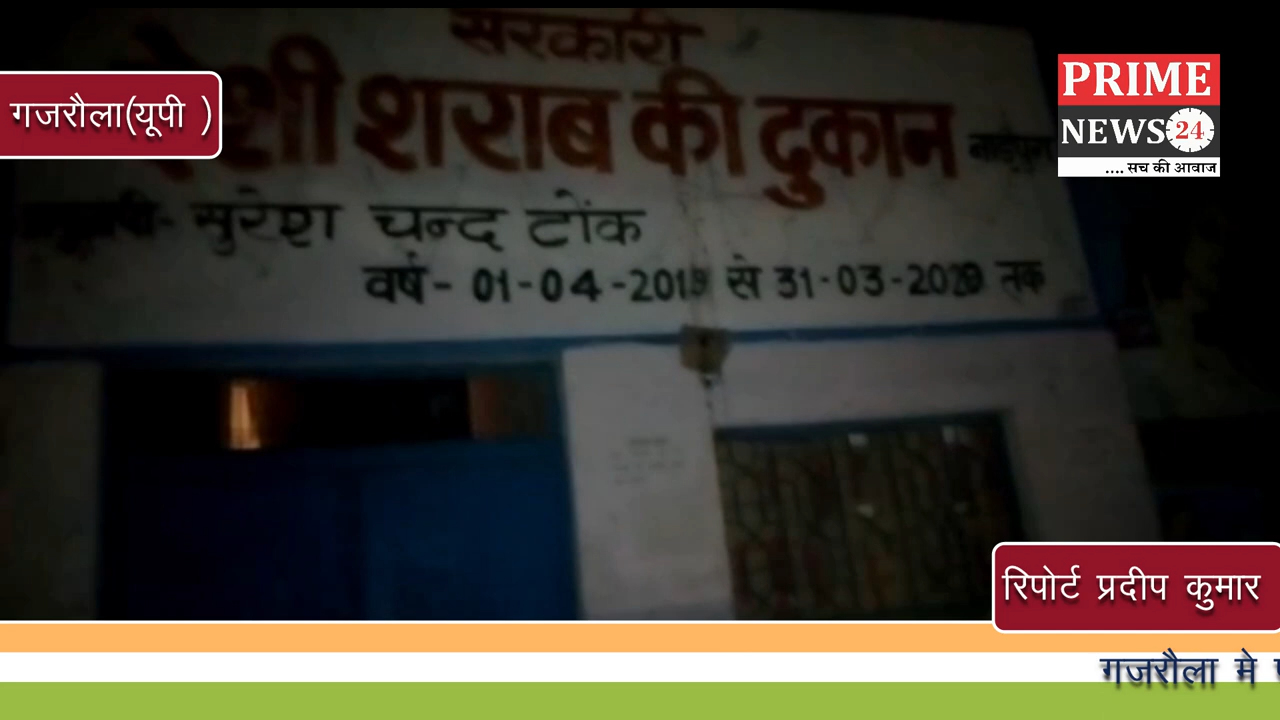 सरकारी
देशी शराब की दुकान
सुरेश चन्द टोंक
वर्ष- 01-04-2019 से 31-03-2020 तक
गजरौला(यूपी )
PRIME
NEWS 24
....सच की आवाज
रिपोर्ट प्रदीप कुमार
गजरौला मे